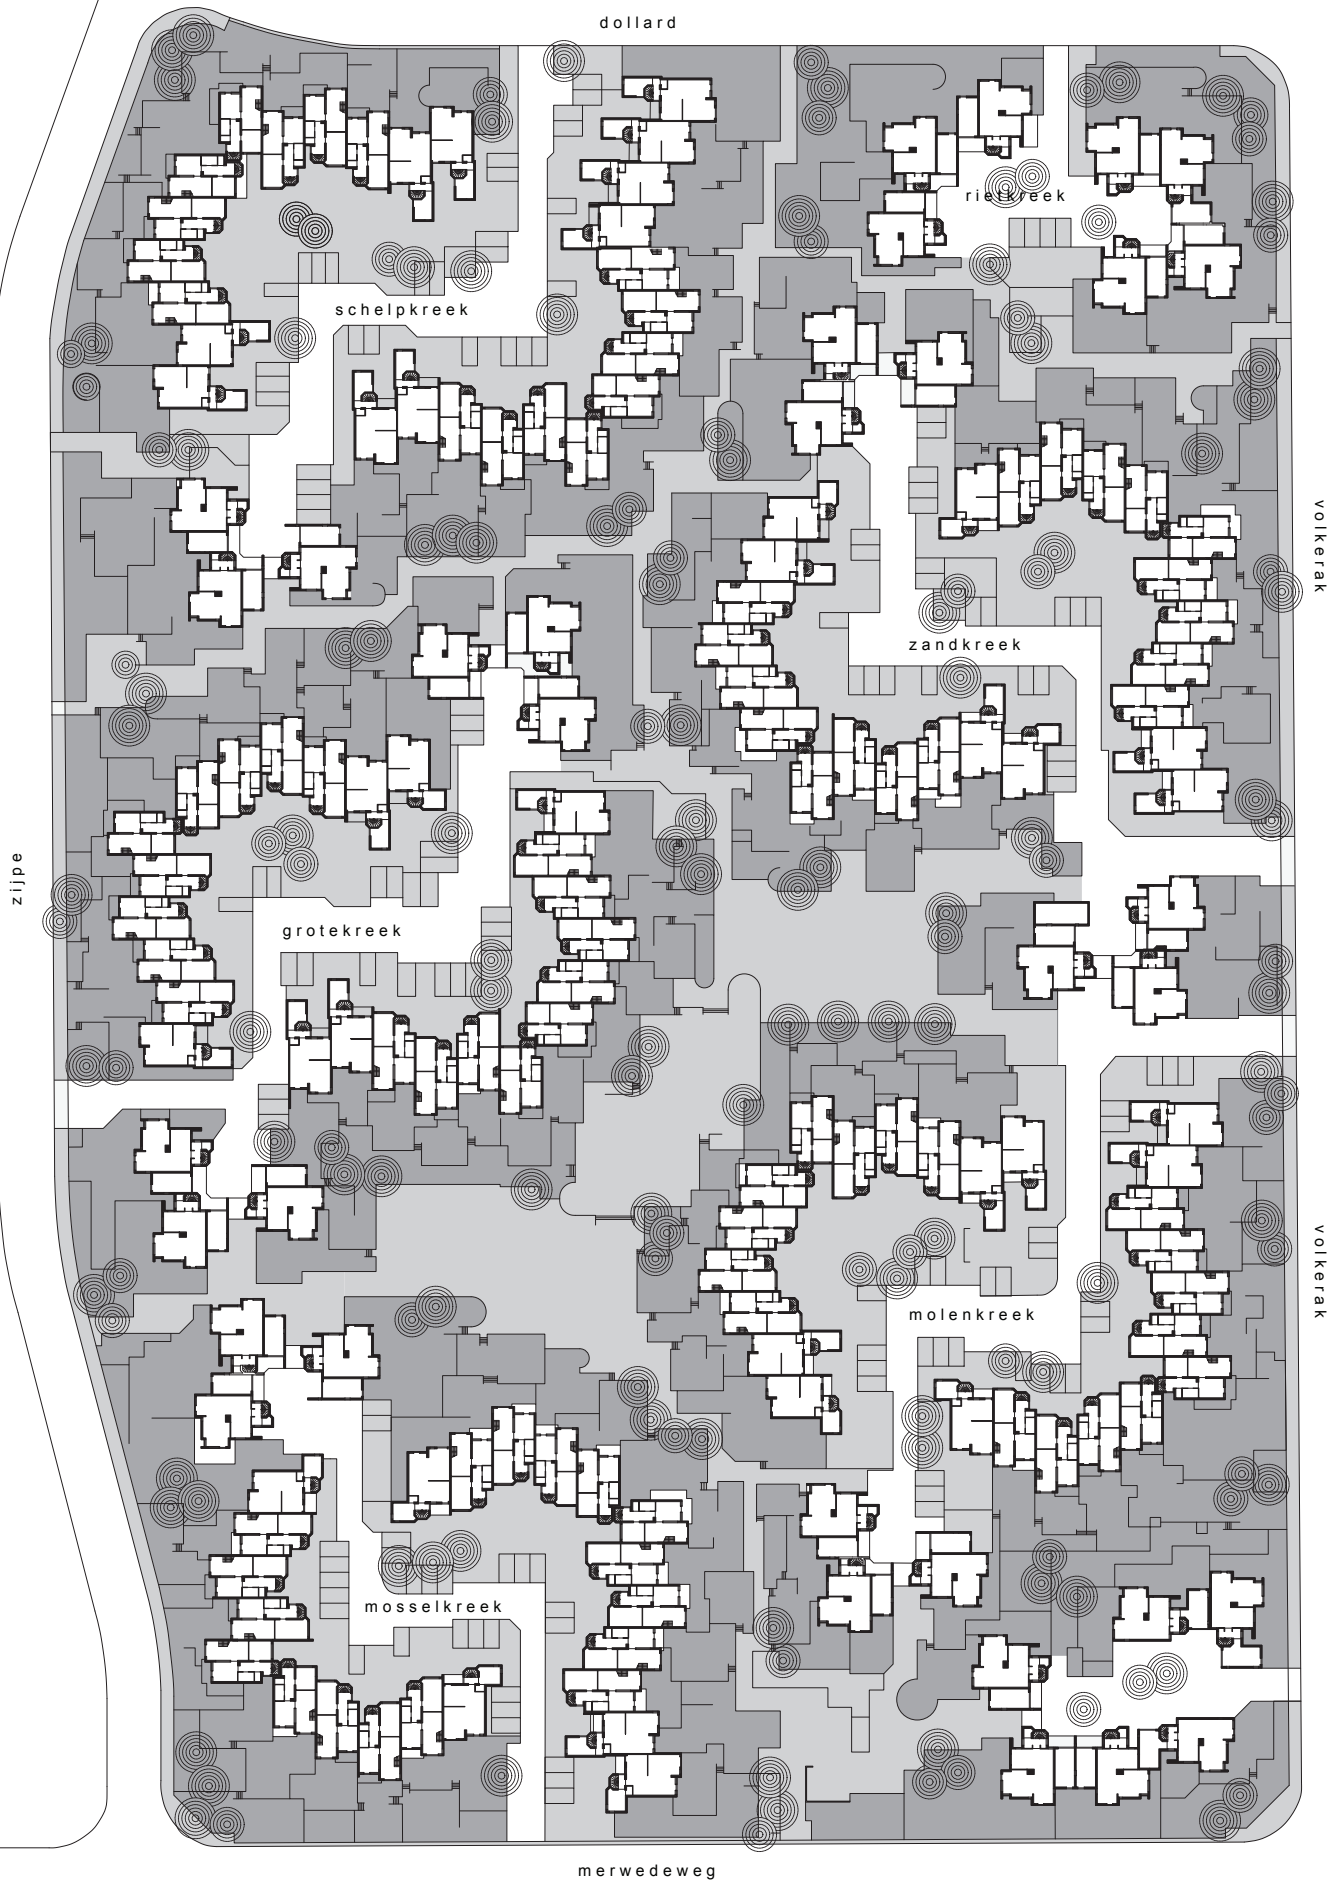 dollard
rietkreek
schelpkreek
volkerak
zandkreek
zijpe
grotekreek
volkerak
molenkreek
mosselkreek
merwedeweg